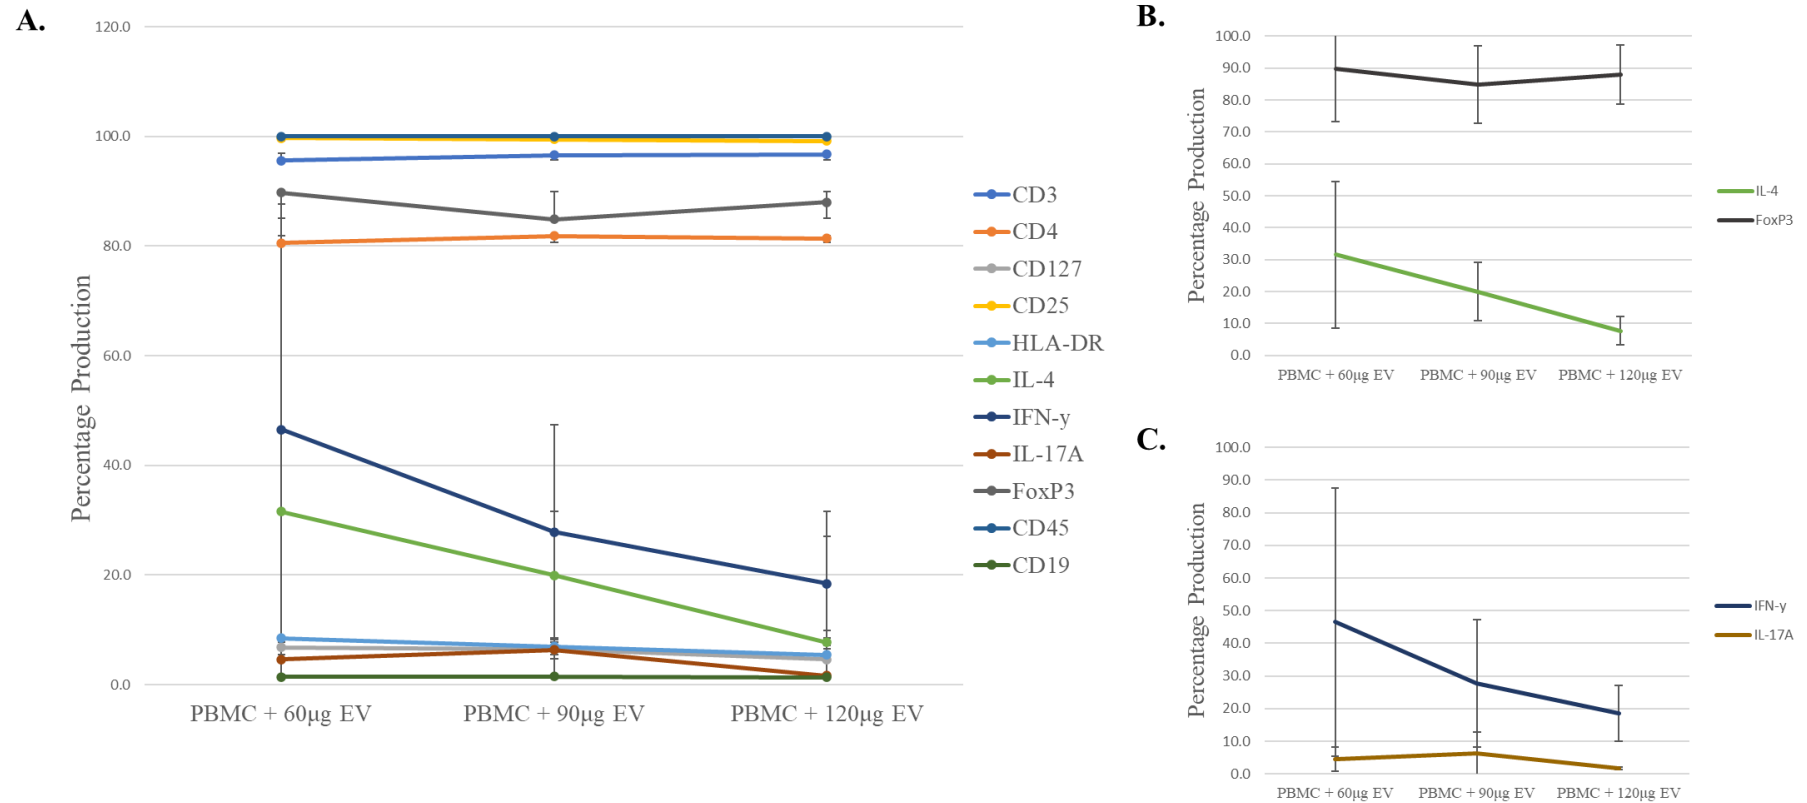 A.
120.0
100.0
80.0
60.0
40.0
20.0
0.0
Percentage Production
PBMC + 60μg EV
PBMC + 90μg EV
PBMC + 120μg EV
CD3
CD4
CD127
CD25
HLA-DR
IL-4
IFN-y
IL-17A
FoxP3
CD45
CD19
B.
100.0
90.0
80.0
70.0
60.0
50.0
40.0
30.0
20.0
10.0
0.0
Percentage Production
PBMC + 60μg EV
PBMC + 90μg EV
PBMC + 120μg EV
IL-4
FoxP3
C.
100.0
90.0
80.0
70.0
60.0
50.0
40.0
30.0
20.0
10.0
0.0
Percentage Production
PBMC + 60μg EV
PBMC + 90μg EV
PBMC + 120μg EV
IFN-y
IL-17A